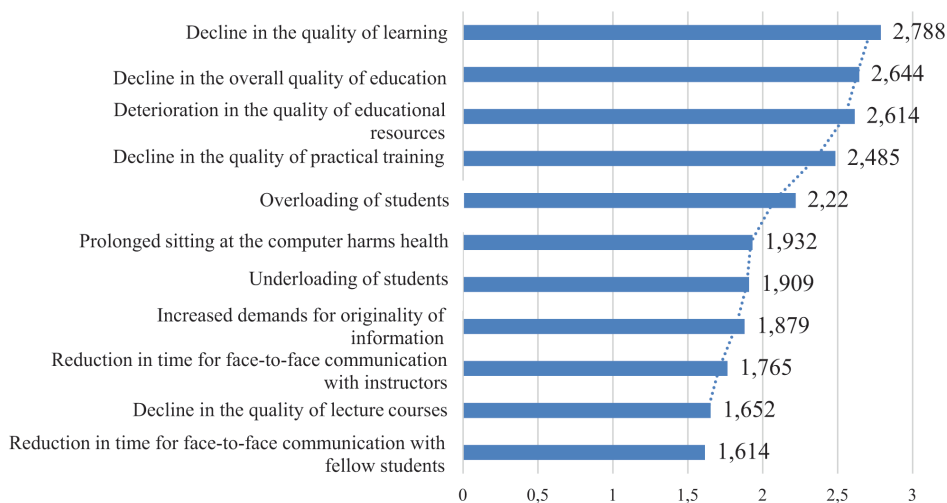 Decline in the quality of learning
2,788
Decline in the overall quality of education
2,644
Deterioration in the quality of educational
resources
2,614
Decline in the quality of practical training
2,485
Overloading of students
2,22
Prolonged sitting at the computer harms health
1,932
Underloading of students
1,909
Increased demands for originality of
information
1,879
Reduction in time for face-to-face communication
with instructors
1,765
Decline in the quality of lecture courses
1,652
Reduction in time for face-to-face communication with
fellow students
1,614
0 0,5 1 1,5 2 2,5 3